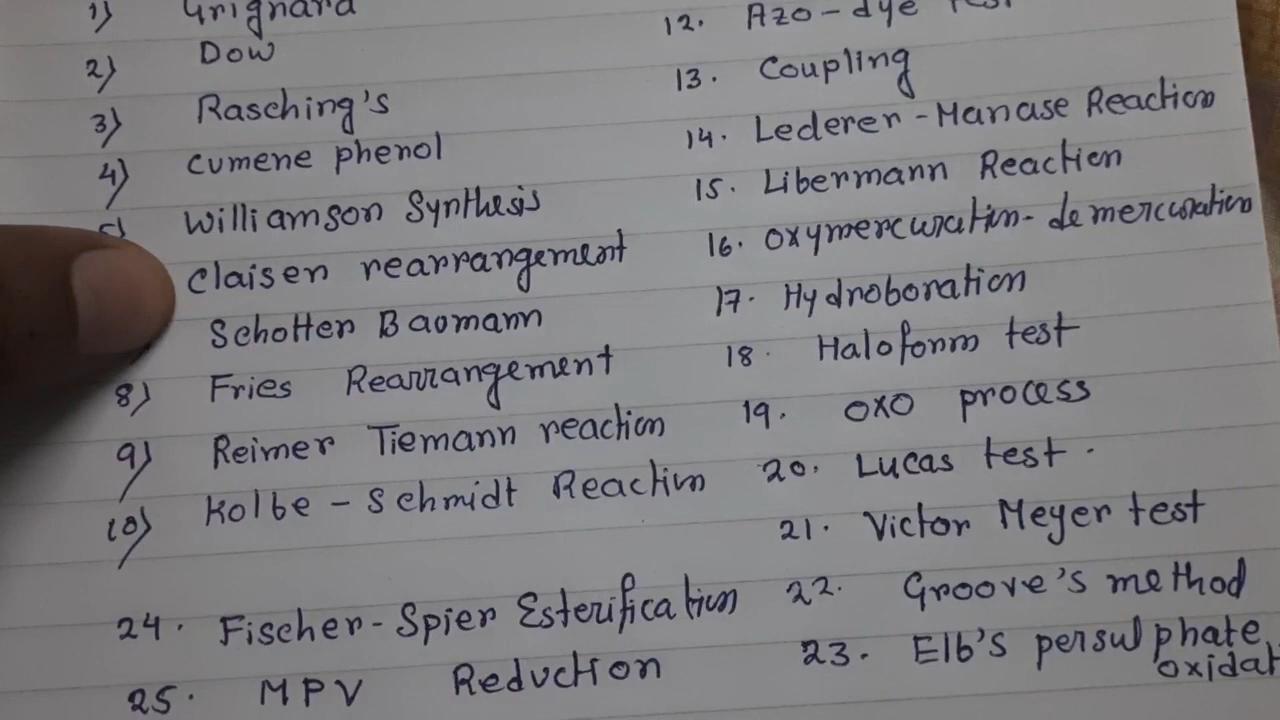 1) Grignard
2) Dow
3) Rasching's
4) Cumene phenol
5) Williamson Synthesis
Claisen rearrangement
Schotten Baomann
8) Fries Rearrangement
9) Reimer Tiemann reaction
10) Kolbe - Schmidt Reaction
24. Fischer-Spier Esterification
25. MPV Reduction
12. Azo-dye test
13. Coupling
14. Lederer-Manase Reaction
15. Libermann Reaction
16. Oxymercuration-demercuration
17. Hydroboration
18. Haloform test
19. OXO process
20. Lucas test.
21. Victor Meyer test
22. Groove's method
23. Elb's persulphate